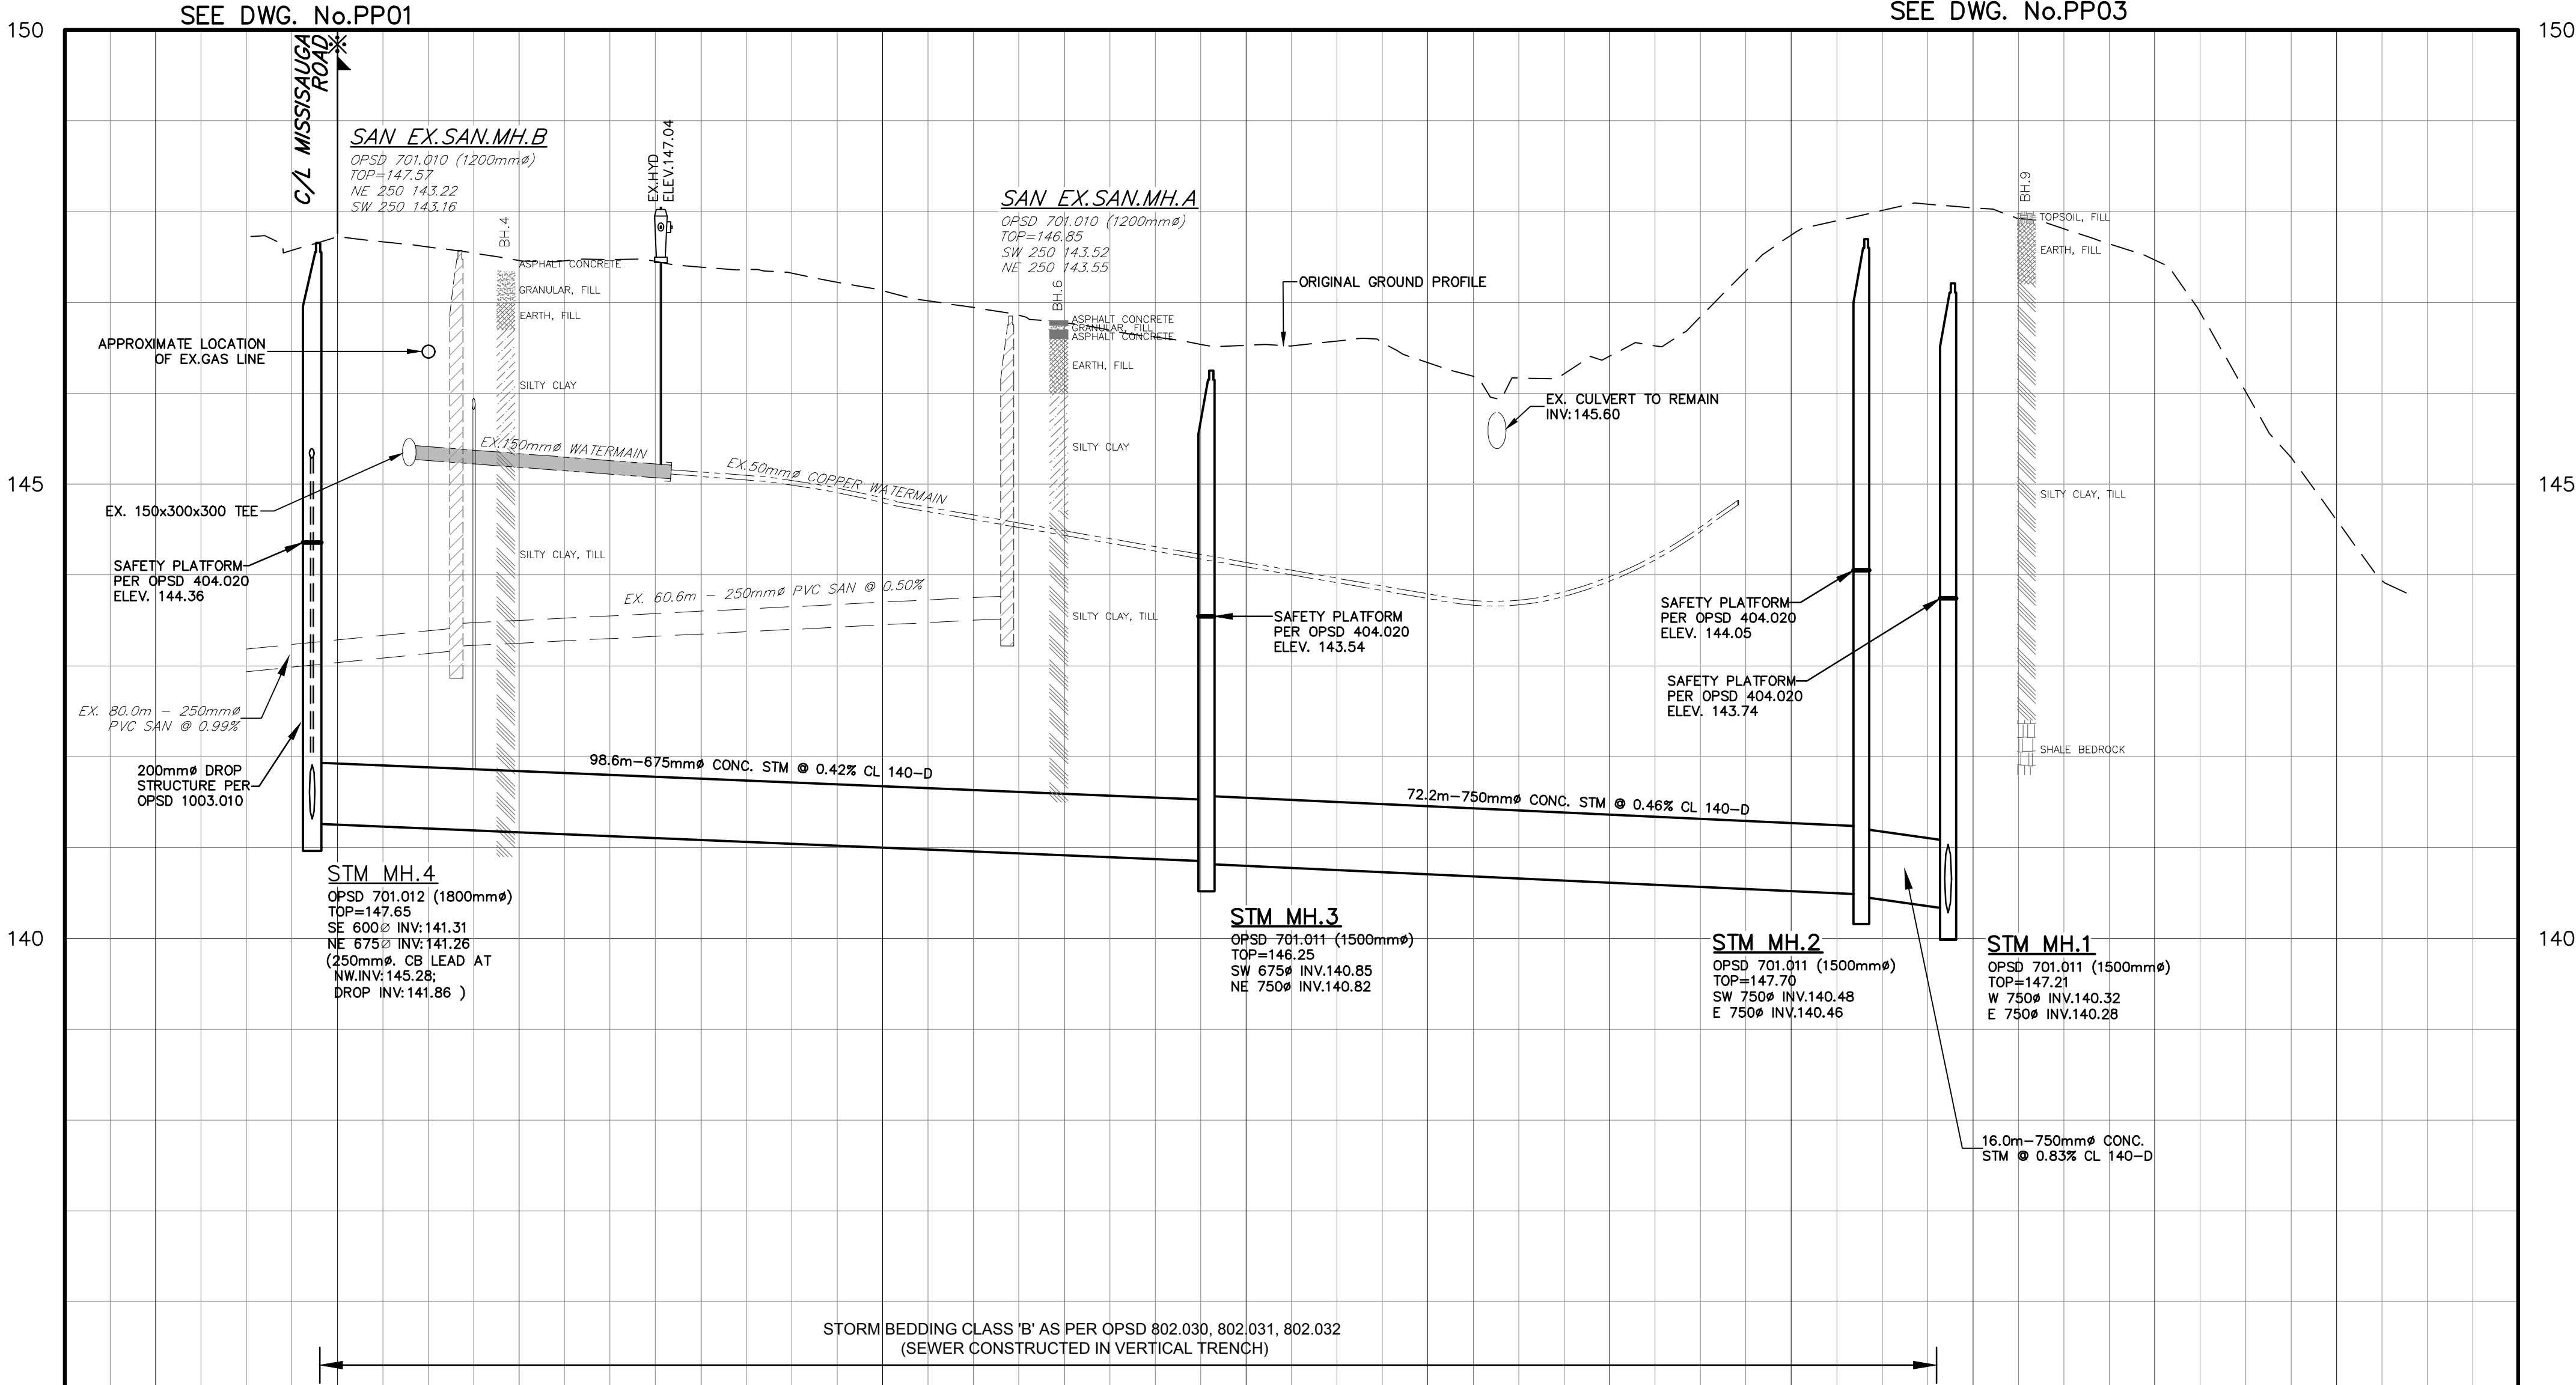 SEE DWG. No.PP01
SEE DWG. No.PP03
150
150
C/L MISSISAUGA
ROAD
SAN EX.SAN.MH.B
OPSD 701.010 (1200mmø)
TOP=147.57
NE 250 143.22
SW 250 143.16
EX.HYD
ELEV.147.04
BH.4
ASPHALT CONCRETE
GRANULAR, FILL
EARTH, FILL
SILTY CLAY
SILTY CLAY, TILL
SAN EX.SAN.MH.A
OPSD 701.010 (1200mmø)
TOP=146.85
SW 250 143.52
NE 250 143.55
BH.6
ASPHALT CONCRETE
GRANULAR, FILL
ASPHALT CONCRETE
EARTH, FILL
SILTY CLAY
SILTY CLAY, TILL
ORIGINAL GROUND PROFILE
BH.9
TOPSOIL, FILL
EARTH, FILL
SILTY CLAY, TILL
SHALE BEDROCK
APPROXIMATE LOCATION
OF EX.GAS LINE
EX. CULVERT TO REMAIN
INV:145.60
EX.150mmø WATERMAIN
EX.50mmø COPPER WATERMAIN
145
145
EX. 150x300x300 TEE
SAFETY PLATFORM
PER OPSD 404.020
ELEV. 144.36
EX. 60.6m - 250mmø PVC SAN @ 0.50%
SAFETY PLATFORM
PER OPSD 404.020
ELEV. 143.54
SAFETY PLATFORM
PER OPSD 404.020
ELEV. 144.05
SAFETY PLATFORM
PER OPSD 404.020
ELEV. 143.74
EX. 80.0m - 250mmø
PVC SAN @ 0.99%
200mmø DROP
STRUCTURE PER
OPSD 1003.010
98.6m-675mmø CONC. STM @ 0.42% CL 140-D
72.2m-750mmø CONC. STM @ 0.46% CL 140-D
STM MH.4
OPSD 701.012 (1800mmø)
TOP=147.65
SE 600∅ INV:141.31
NE 675∅ INV:141.26
(250mmø. CB LEAD AT
NW.INV:145.28;
DROP INV:141.86 )
STM MH.3
OPSD 701.011 (1500mmø)
TOP=146.25
SW 675ø INV.140.85
NE 750ø INV.140.82
STM MH.2
OPSD 701.011 (1500mmø)
TOP=147.70
SW 750ø INV.140.48
E 750ø INV.140.46
STM MH.1
OPSD 701.011 (1500mmø)
TOP=147.21
W 750ø INV.140.32
E 750ø INV.140.28
140
140
16.0m-750mmø CONC.
STM @ 0.83% CL 140-D
STORM BEDDING CLASS 'B' AS PER OPSD 802.030, 802.031, 802.032
(SEWER CONSTRUCTED IN VERTICAL TRENCH)